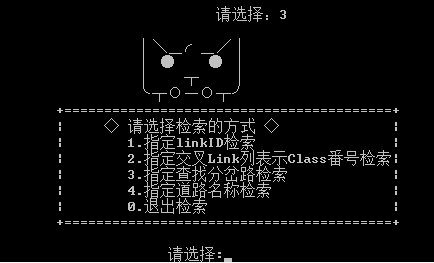 请选择：3
◇ 请选择检索的方式 ◇
1.指定linkID检索
2.指定交叉Link列表示Class番号检索
3.指定查找分岔路检索
4.指定道路名称检索
0.退出检索
请选择: